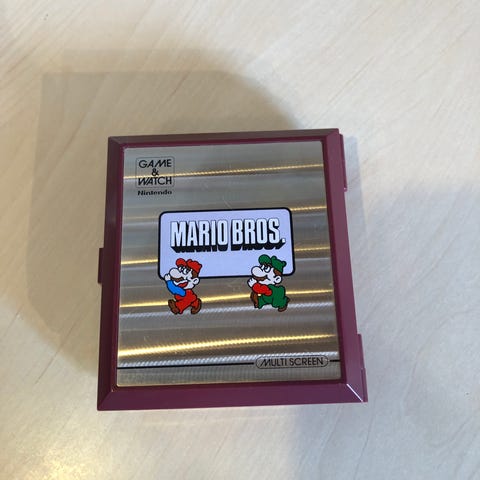 GAME
&
WATCH
Nintendo
MARIO BROS.
MULTI SCREEN